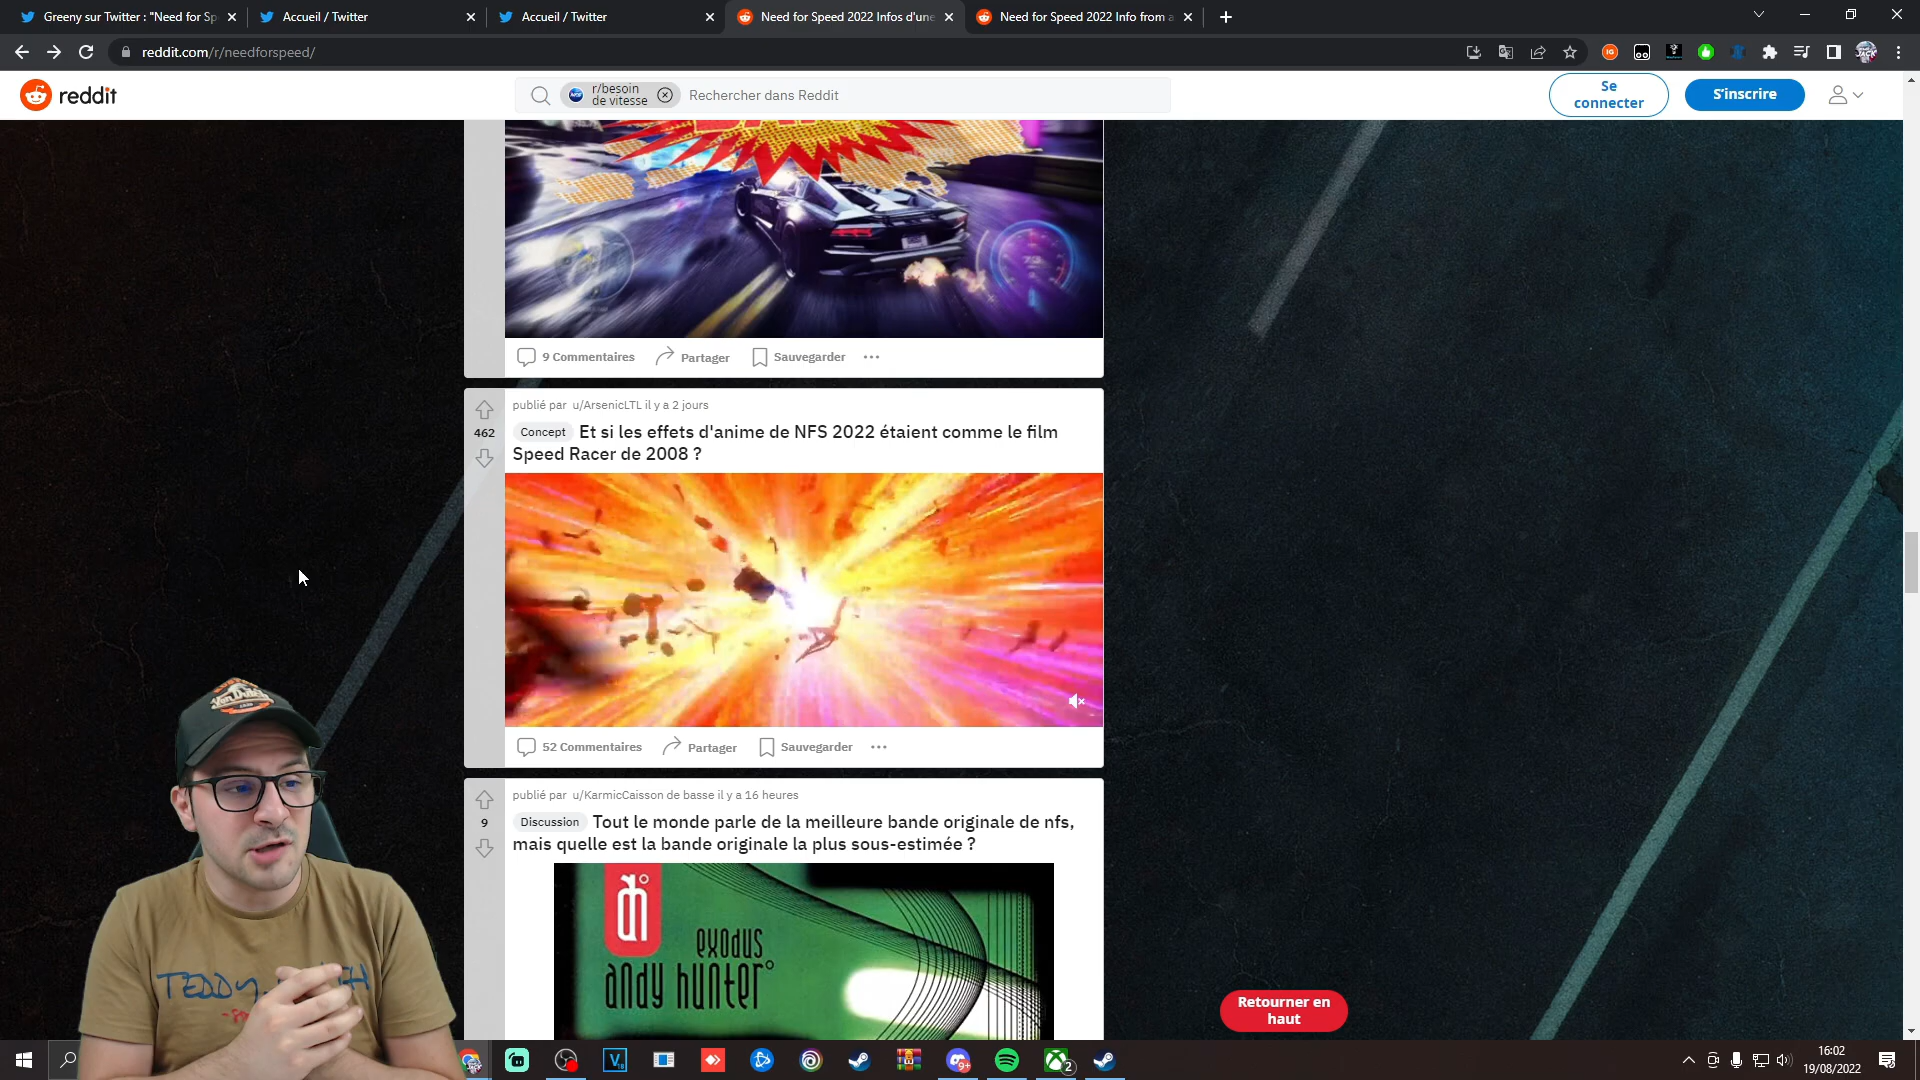 Greeny sur Twitter : "Need for Sp
Accueil / Twitter
Accueil / Twitter
Need for Speed 2022 Infos d'une
Need for Speed 2022 Info from a
reddit.com/r/needforspeed/
reddit
r/besoin
de vitesse
Rechercher dans Reddit
Se
connecter
S'inscrire
9 Commentaires
Partager
Sauvegarder
publié par u/ArsenicLTL il y a 2 jours
462
Concept
Et si les effets d'anime de NFS 2022 étaient comme le film
Speed Racer de 2008 ?
Von Dutch
52 Commentaires
Partager
Sauvegarder
publié par u/KarmicCaisson de basse il y a 16 heures
9
Discussion
Tout le monde parle de la meilleure bande originale de nfs,
mais quelle est la bande originale la plus sous-estimée ?
exodus
andy hunter°
TEDDY
Retourner en
haut
9+
2
16:02
19/08/2022